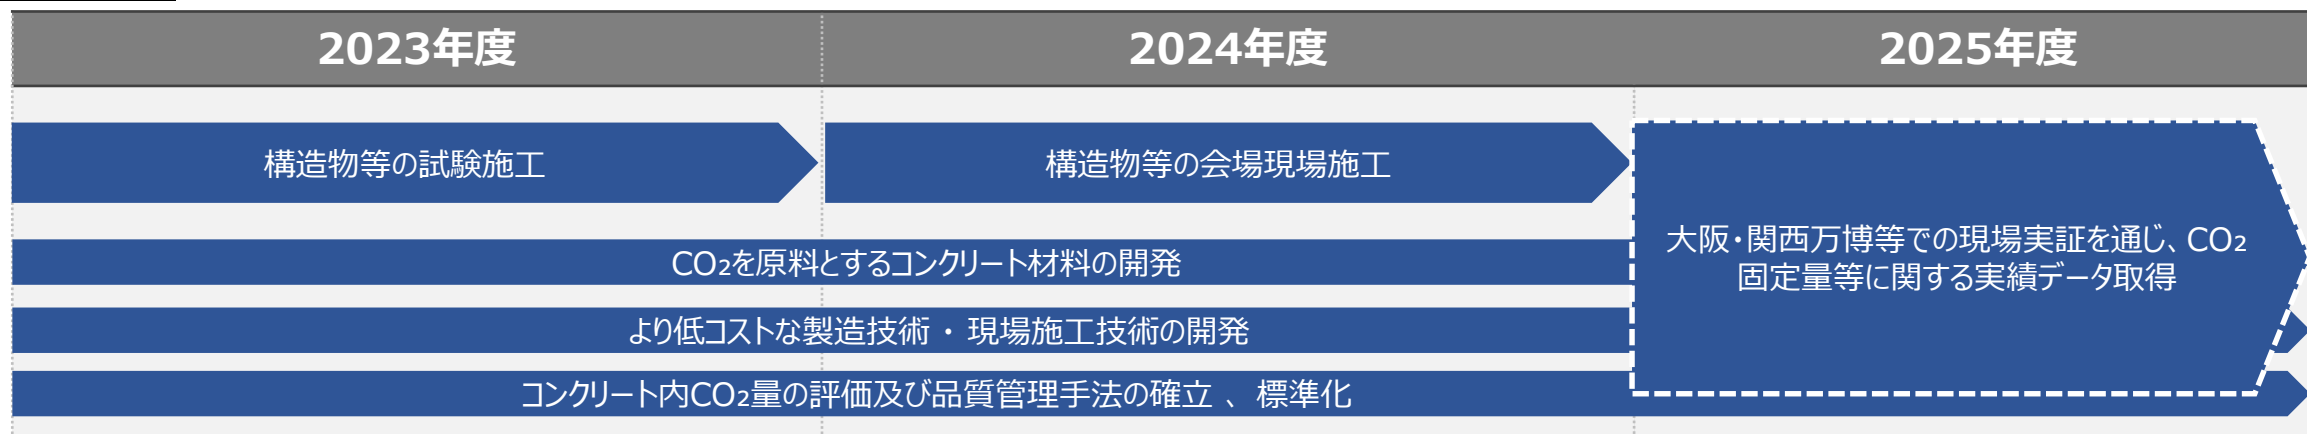 2023年度
2024年度
2025年度
構造物等の試験施工
構造物等の会場現場施工
大阪・関西万博等での現場実証を通じ、CO₂
固定量等に関する実績データ取得
CO₂を原料とするコンクリート材料の開発
より低コストな製造技術 ・ 現場施工技術の開発
コンクリート内CO₂量の評価及び品質管理手法の確立 、 標準化